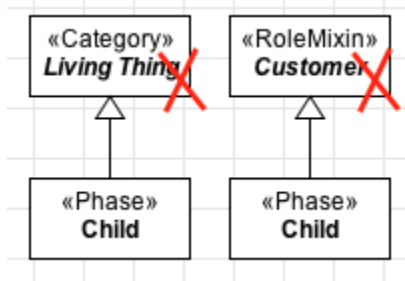 «Category»
Living Thing
«RoleMixin»
Customer
«Phase»
Child
«Phase»
Child